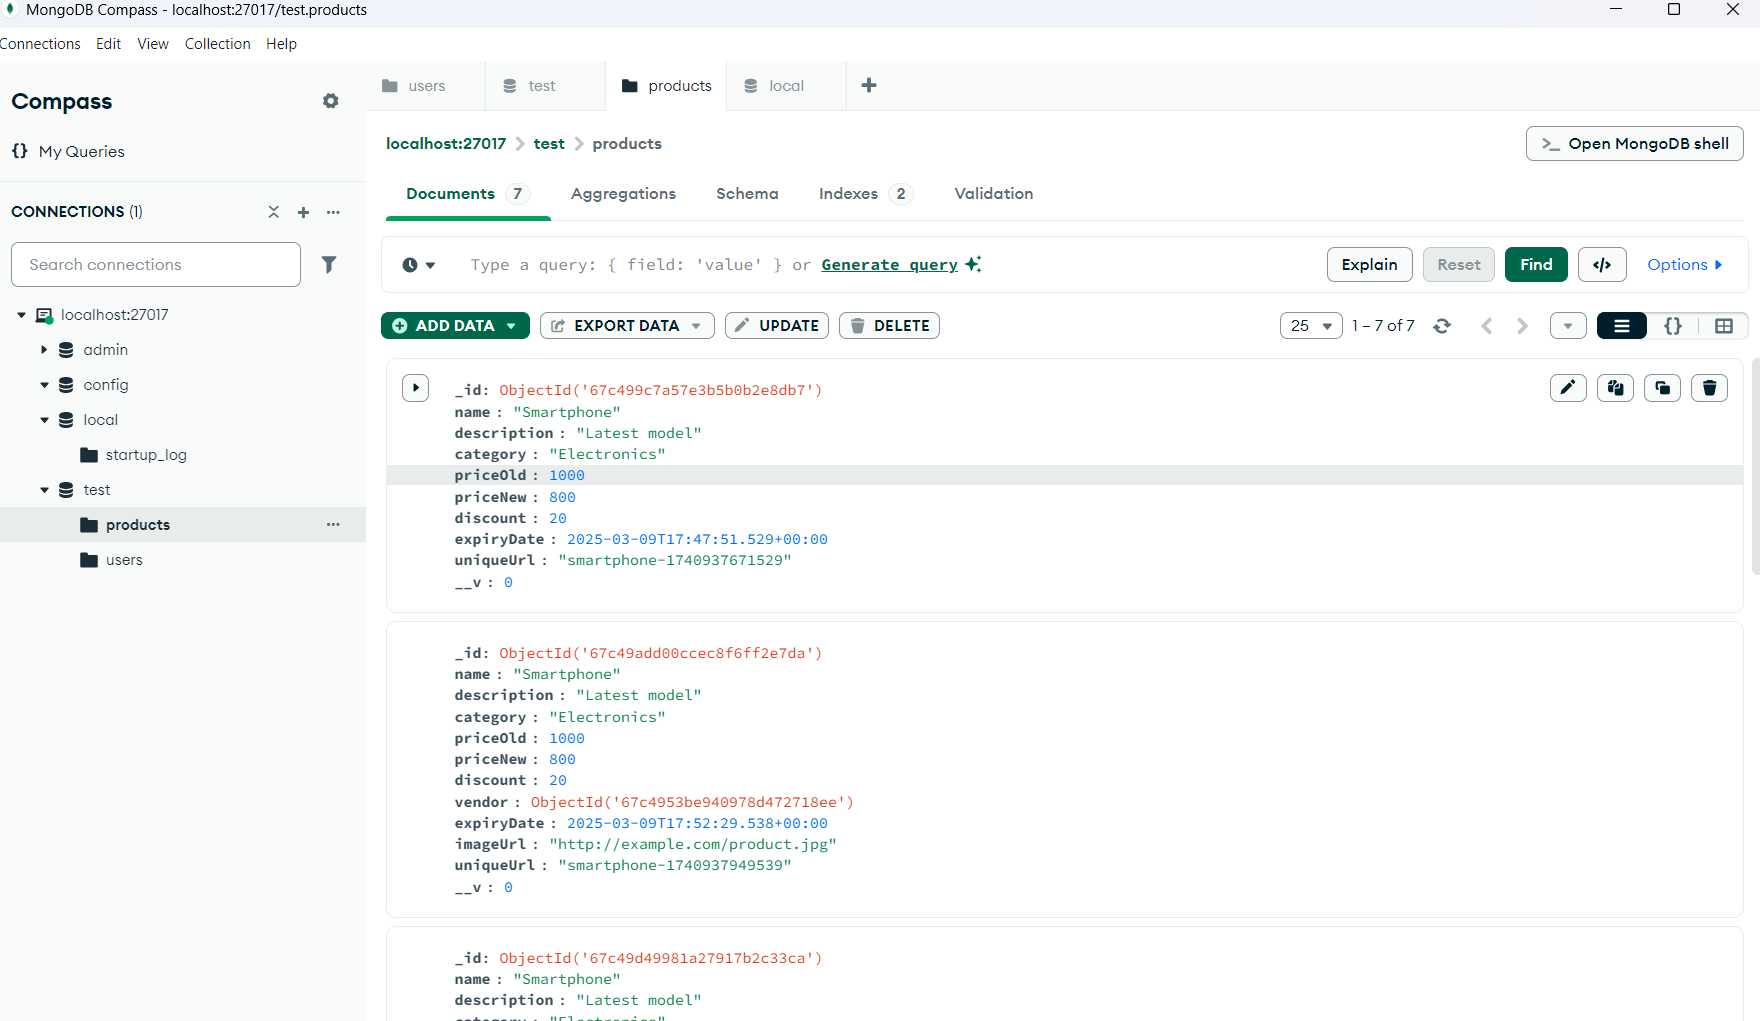 MongoDB Compass - localhost:27017/test.products
Connections Edit View Collection Help
Compass
{} My Queries
CONNECTIONS (1)
Search connections
localhost:27017
admin
config
local
startup_log
test
products
users
users test products local
localhost:27017 > test > products
>_ Open MongoDB shell
Documents 7 Aggregations Schema Indexes 2 Validation
Type a query: { field: 'value' } or Generate query
Explain Reset Find </> Options
ADD DATA EXPORT DATA UPDATE DELETE
25 1 – 7 of 7 {}
_id: ObjectId('67c499c7a57e3b5b0b2e8db7')
name : "Smartphone"
description : "Latest model"
category : "Electronics"
priceOld : 1000
priceNew : 800
discount : 20
expiryDate : 2025-03-09T17:47:51.529+00:00
uniqueUrl : "smartphone-1740937671529"
__v : 0
_id: ObjectId('67c49add00ccec8f6ff2e7da')
name : "Smartphone"
description : "Latest model"
category : "Electronics"
priceOld : 1000
priceNew : 800
discount : 20
vendor : ObjectId('67c4953be940978d472718ee')
expiryDate : 2025-03-09T17:52:29.538+00:00
imageUrl : "http://example.com/product.jpg"
uniqueUrl : "smartphone-1740937949539"
__v : 0
_id: ObjectId('67c49d49981a27917b2c33ca')
name : "Smartphone"
description : "Latest model"
category : "Electronics"